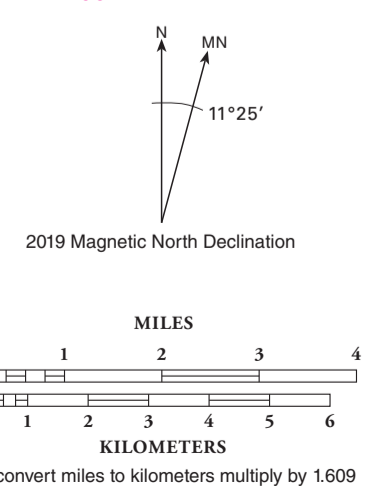 N
MN
11°25′
2019 Magnetic North Declination
MILES
1 2 3 4
1 2 3 4 5 6
KILOMETERS
convert miles to kilometers multiply by 1.609